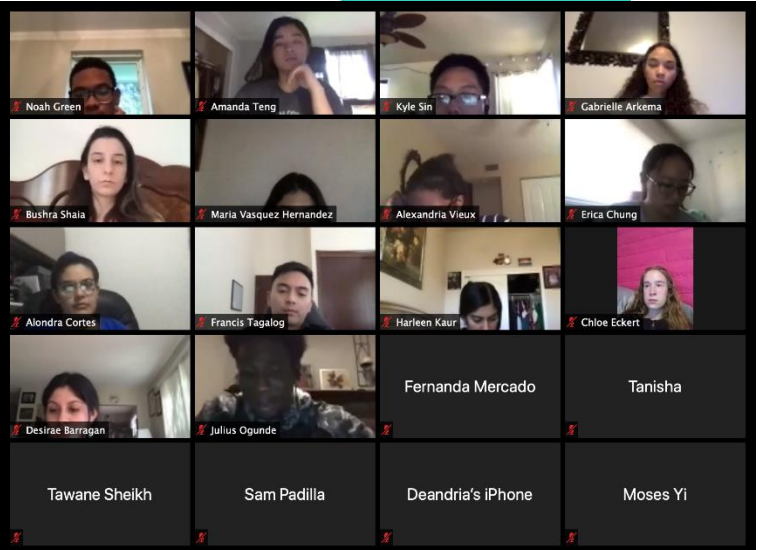 Noah Green
Amanda Teng
Kyle Sin
Gabrielle Arkema
Bushra Shaia
Maria Vasquez Hernandez
Alexandria Vieux
Erica Chung
Alondra Cortes
Francis Tagalog
Harleen Kaur
Chloe Eckert
Desirae Barragan
Julius Ogunde
Fernanda Mercado
Tanisha
Tawane Sheikh
Sam Padilla
Deandria's iPhone
Moses Yi